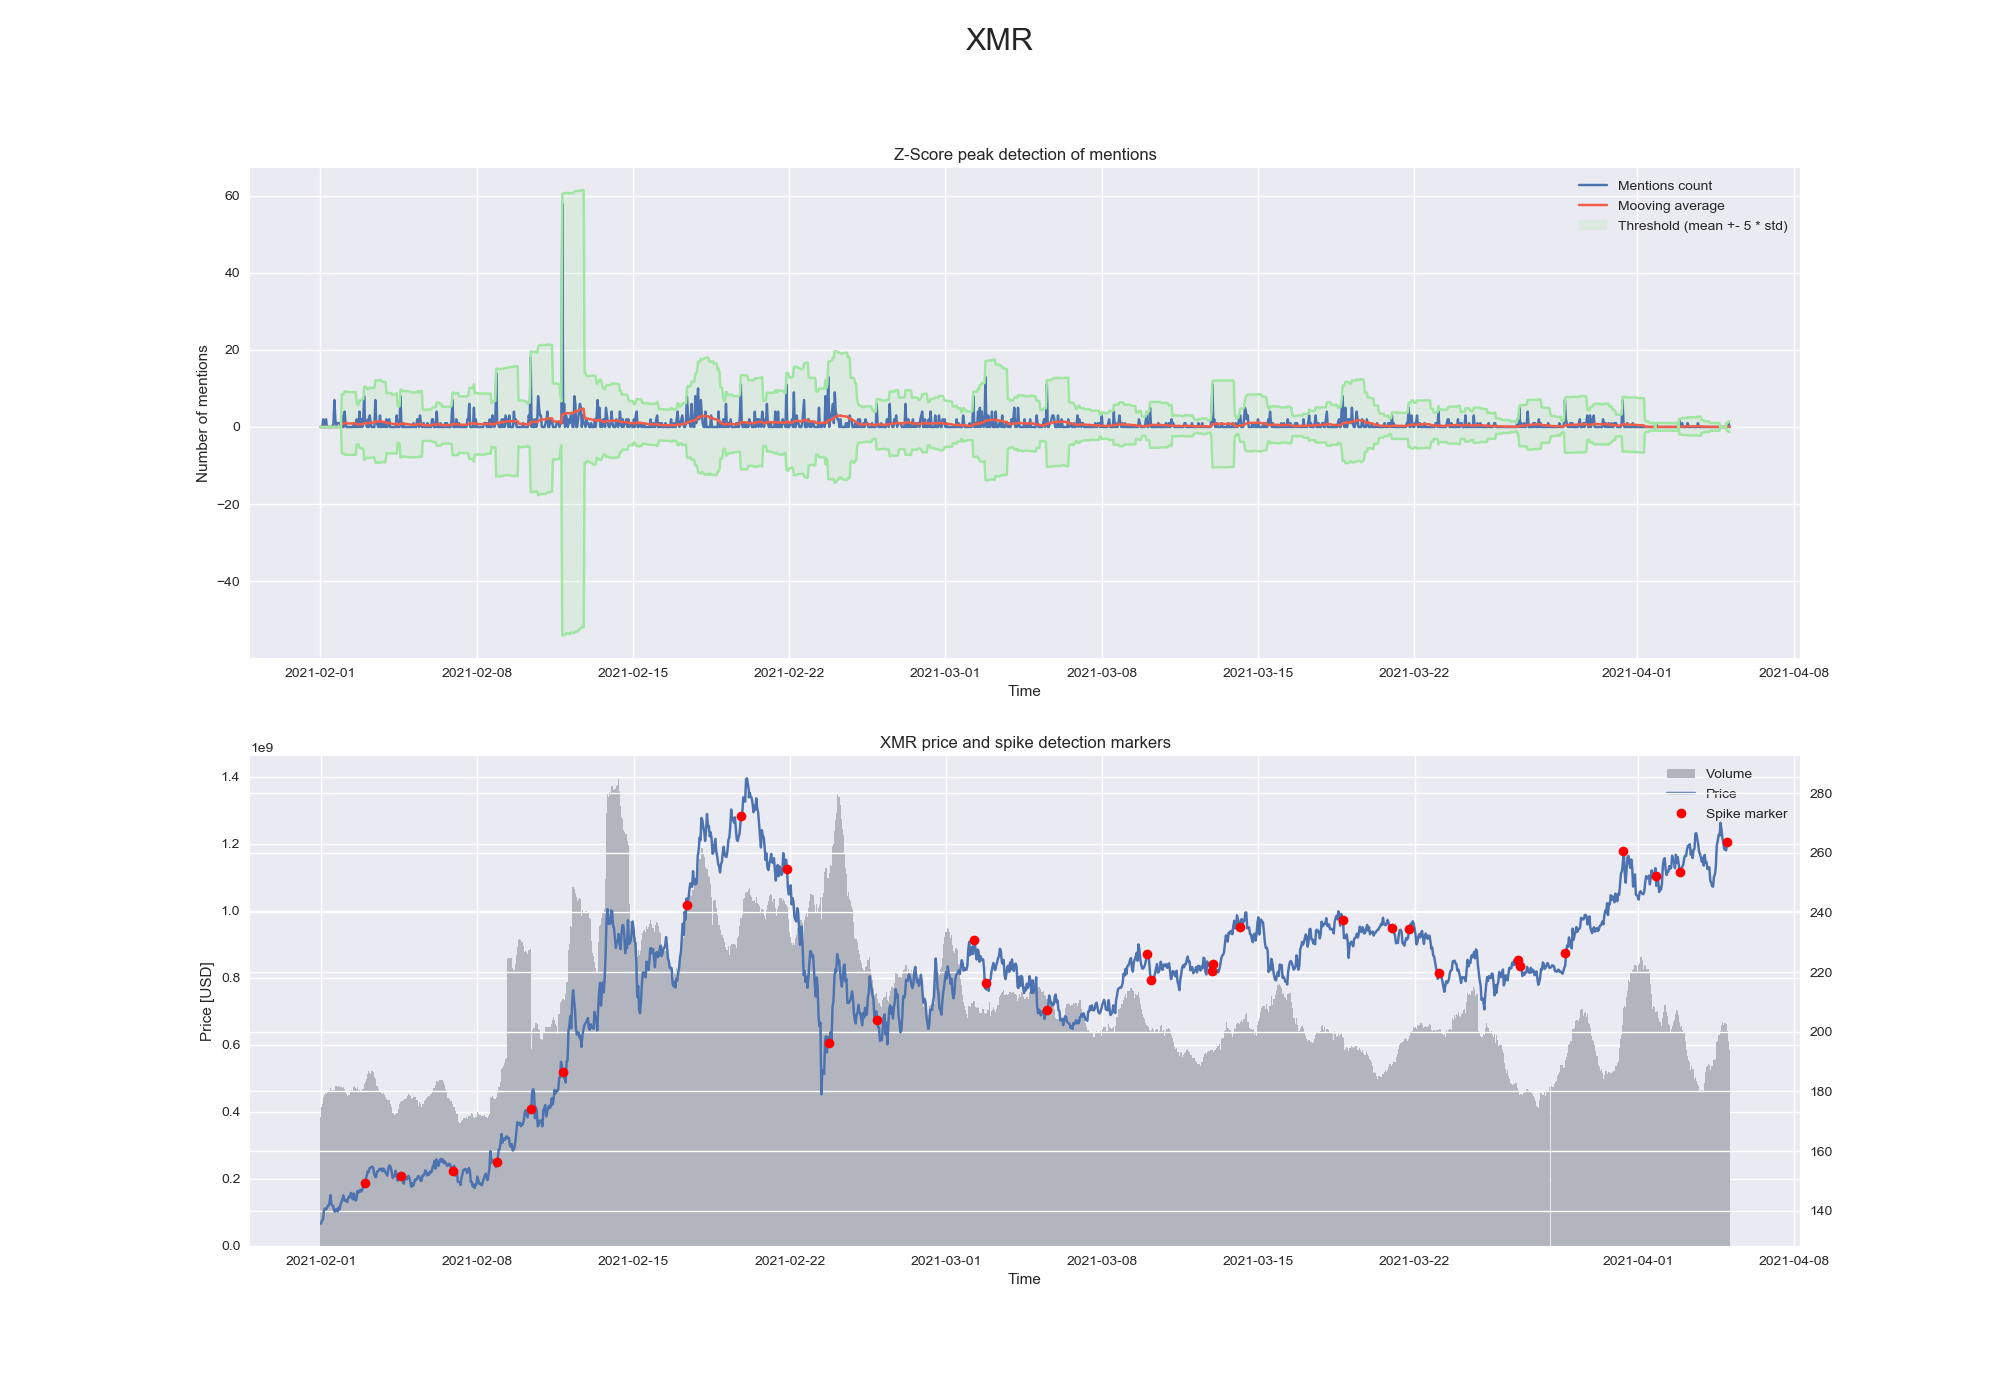 XMR
Z-Score peak detection of mentions
Mentions count
Mooving average
Threshold (mean +- 5 * std)
60
40
20
0
−20
−40
Number of mentions
2021-02-01 2021-02-08 2021-02-15 2021-02-22 2021-03-01 2021-03-08 2021-03-15 2021-03-22 2021-04-01 2021-04-08
Time
XMR price and spike detection markers
1e9
Volume
Price
Spike marker
1.4
1.2
1.0
0.8
0.6
0.4
0.2
0.0
Price [USD]
280
260
240
220
200
180
160
140
2021-02-01 2021-02-08 2021-02-15 2021-02-22 2021-03-01 2021-03-08 2021-03-15 2021-03-22 2021-04-01 2021-04-08
Time